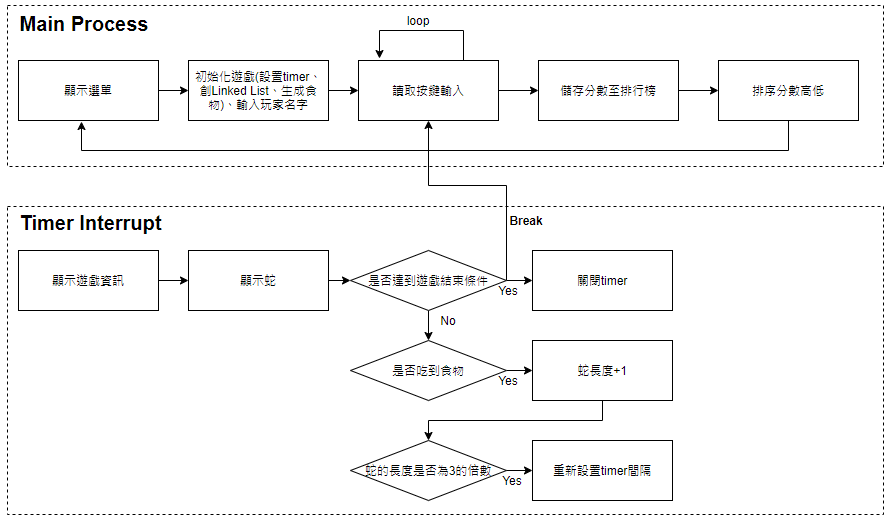 Main Process
loop
顯示選單
初始化遊戲(設置timer、
創Linked List、生成食
物)、輸入玩家名字
讀取按鍵輸入
儲存分數至排行榜
排序分數高低
Timer Interrupt
Break
顯示遊戲資訊
顯示蛇
是否達到遊戲結束條件
Yes
關閉timer
No
是否吃到食物
Yes
蛇長度+1
蛇的長度是否為3的倍數
Yes
重新設置timer間隔